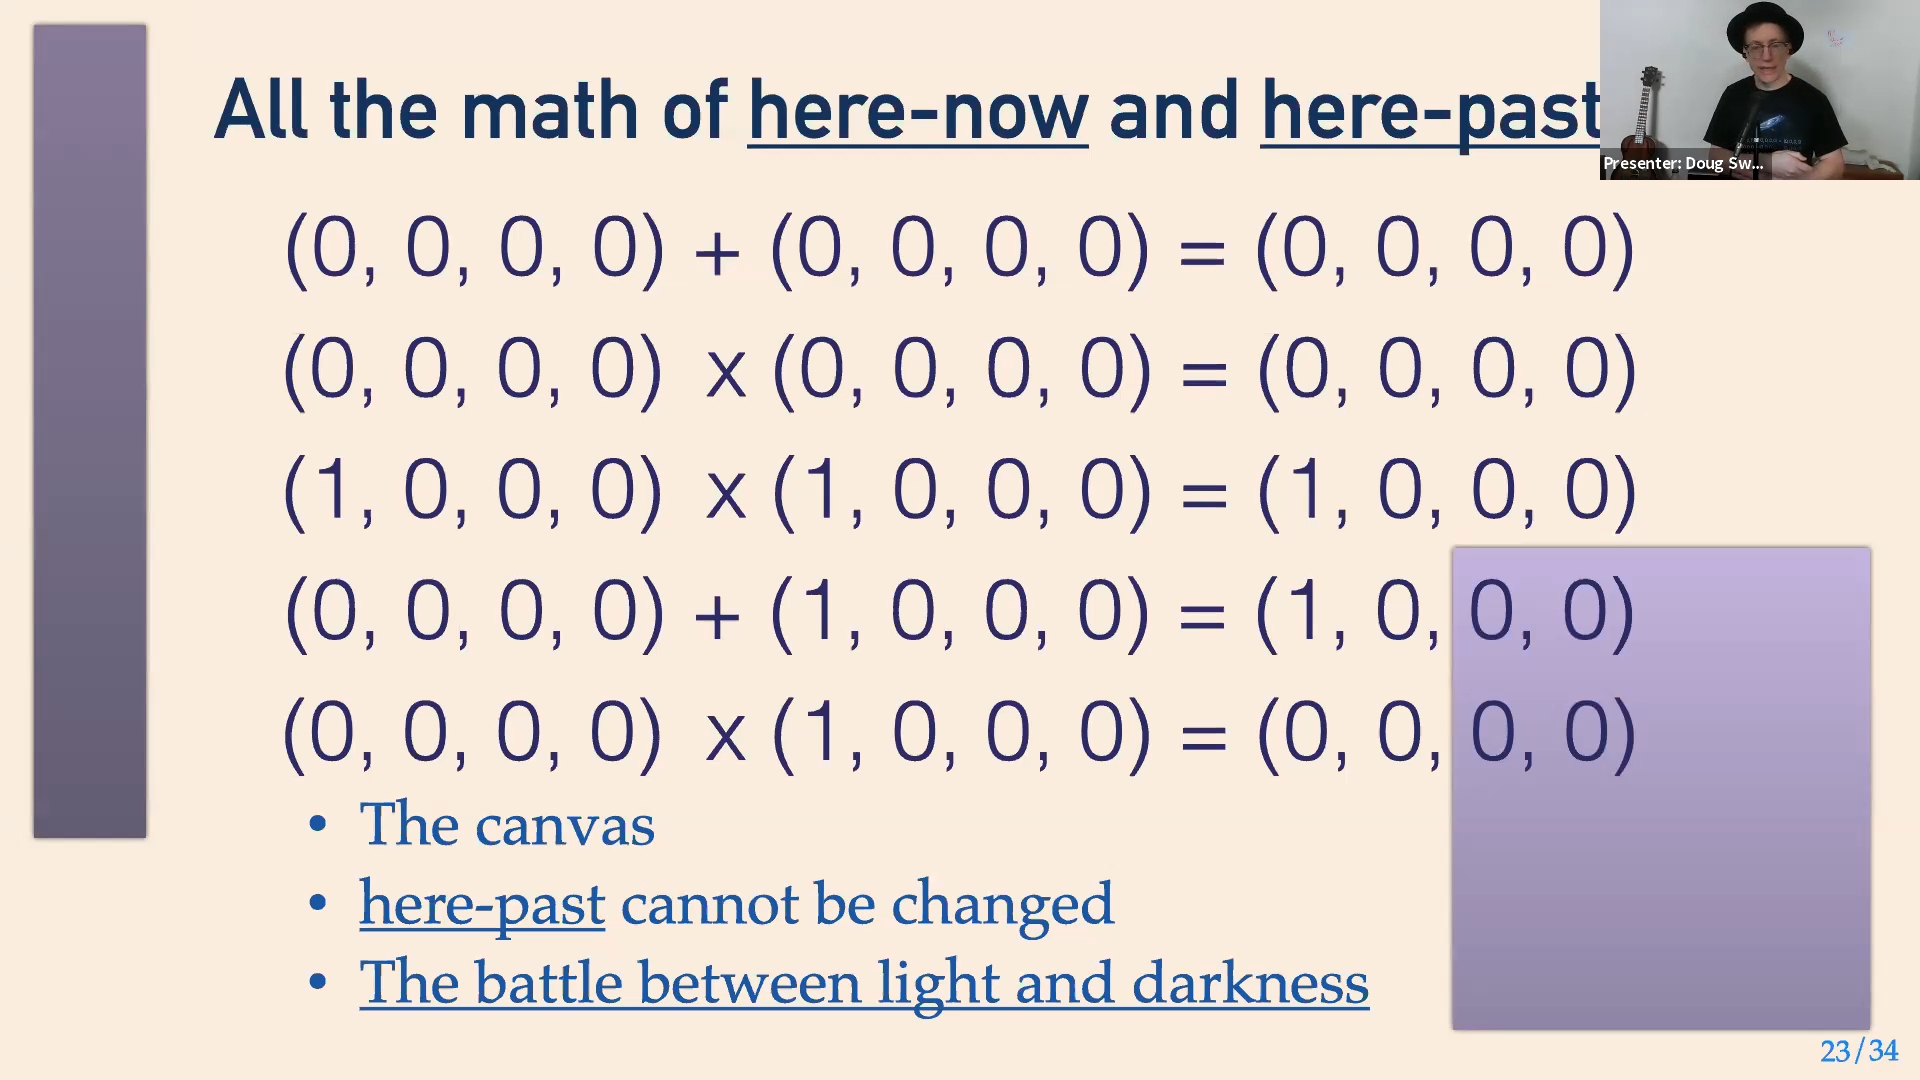 All the math of here-now and here-past
Presenter: Doug Sw...
(0, 0, 0, 0) + (0, 0, 0, 0) = (0, 0, 0, 0)
(0, 0, 0, 0) x (0, 0, 0, 0) = (0, 0, 0, 0)
(1, 0, 0, 0) x (1, 0, 0, 0) = (1, 0, 0, 0)
(0, 0, 0, 0) + (1, 0, 0, 0) = (1, 0, 0, 0)
(0, 0, 0, 0) x (1, 0, 0, 0) = (0, 0, 0, 0)
• The canvas
• here-past cannot be changed
• The battle between light and darkness
23/34